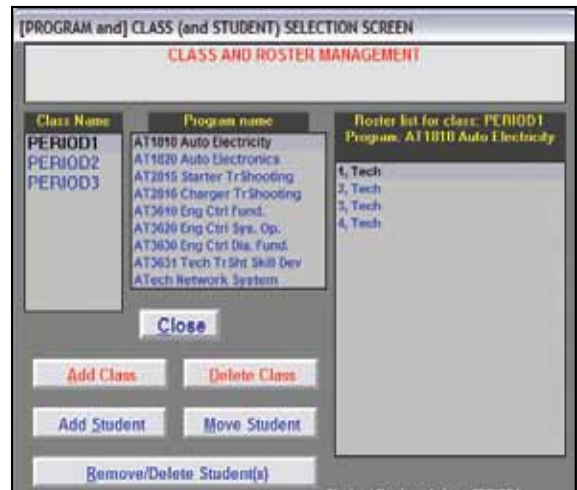 [PROGRAM and] CLASS (and STUDENT) SELECTION SCREEN
CLASS AND ROSTER MANAGEMENT
Class Name
PERIOD1
PERIOD2
PERIOD3
Program name
AT1010 Auto Electricity
AT1020 Auto Electronics
AT2015 Starter TrShooting
AT2016 Charger TrShooting
AT3610 Eng Ctrl Fund.
AT3620 Eng Ctrl Sys. Op.
AT3630 Eng Ctrl Dia. Fund.
AT3631 Tech TrSht Skill Dev
ATech Network System
Roster list for class: PERIOD1
Program: AT1010 Auto Electricity
1, Tech
2, Tech
3, Tech
4, Tech
Close
Add Class
Delete Class
Add Student
Move Student
Remove/Delete Student(s)